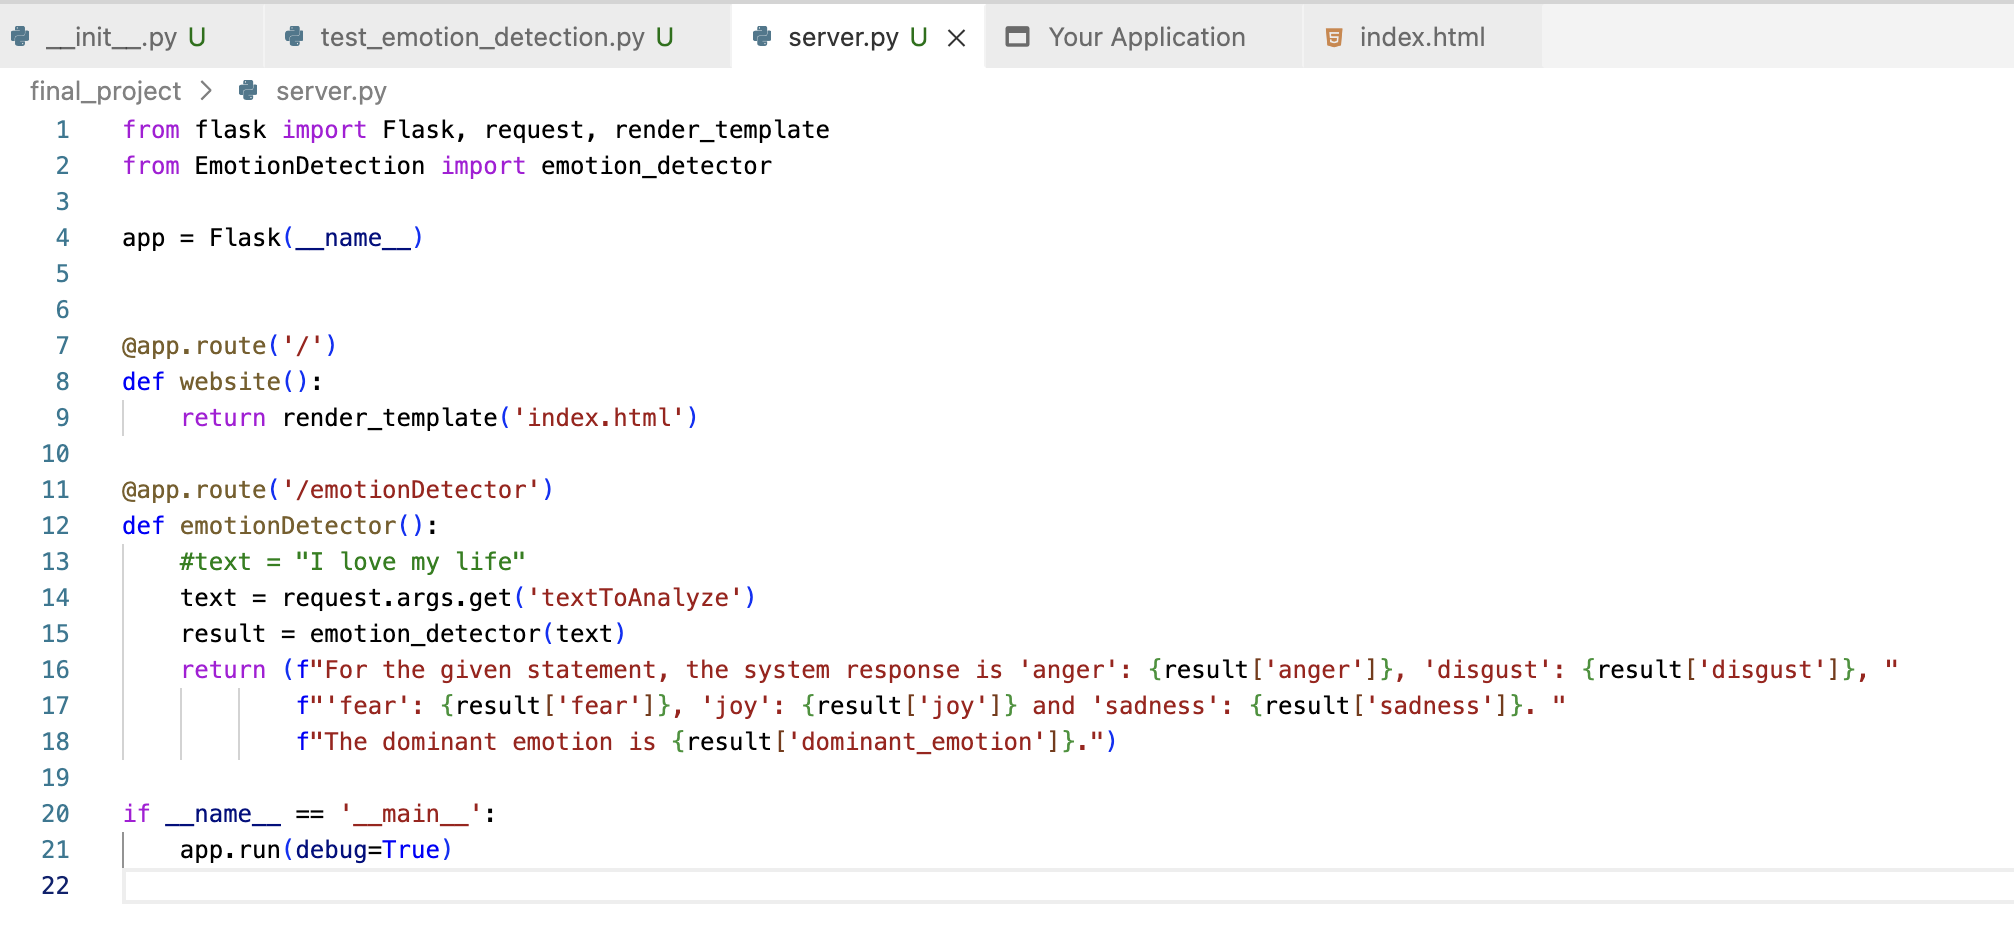 __init__.py U test_emotion_detection.py U server.py U Your Application index.html
final_project > server.py
1 from flask import Flask, request, render_template
2 from EmotionDetection import emotion_detector
3
4 app = Flask(__name__)
5
6
7 @app.route('/')
8 def website():
9     return render_template('index.html')
10
11 @app.route('/emotionDetector')
12 def emotionDetector():
13     #text = "I love my life"
14     text = request.args.get('textToAnalyze')
15     result = emotion_detector(text)
16     return (f"For the given statement, the system response is 'anger': {result['anger']}, 'disgust': {result['disgust']}, "
17             f"'fear': {result['fear']}, 'joy': {result['joy']} and 'sadness': {result['sadness']}. "
18             f"The dominant emotion is {result['dominant_emotion']}.")
19
20 if __name__ == '__main__':
21     app.run(debug=True)
22